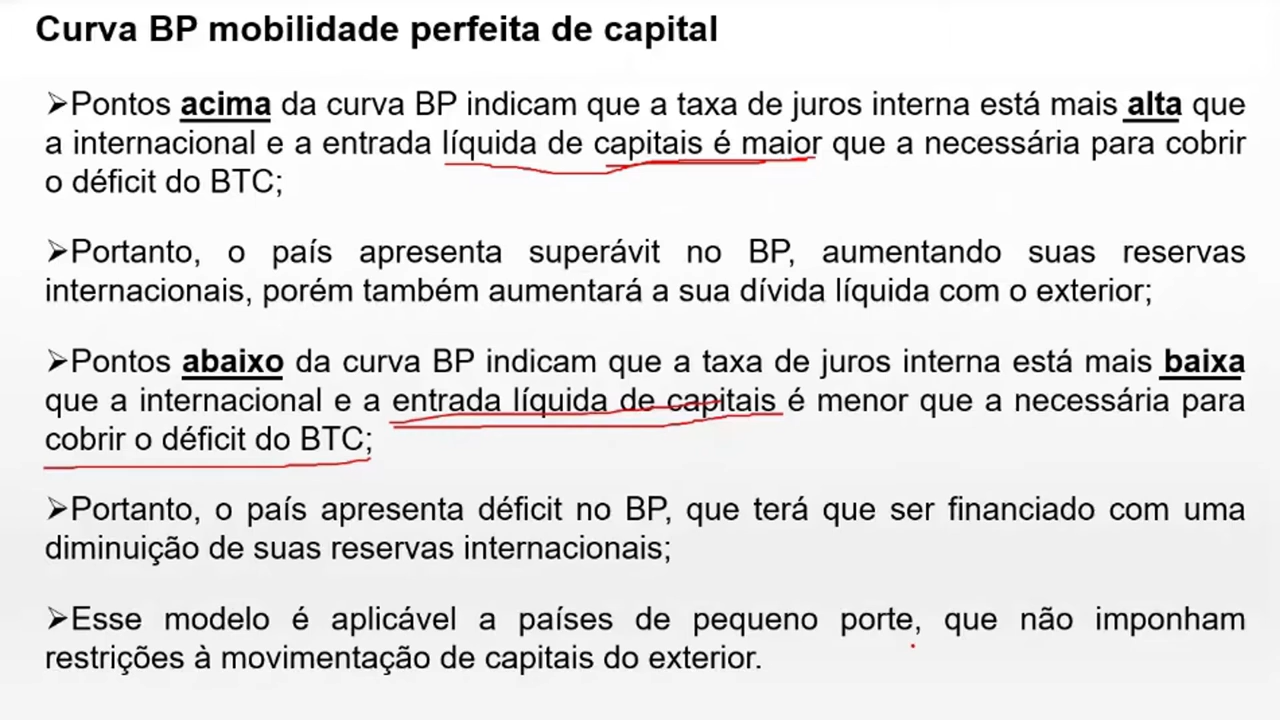 Curva BP mobilidade perfeita de capital
➢Pontos acima da curva BP indicam que a taxa de juros interna está mais alta que
a internacional e a entrada líquida de capitais é maior que a necessária para cobrir
o déficit do BTC;
➢Portanto, o país apresenta superávit no BP, aumentando suas reservas
internacionais, porém também aumentará a sua dívida líquida com o exterior;
➢Pontos abaixo da curva BP indicam que a taxa de juros interna está mais baixa
que a internacional e a entrada líquida de capitais é menor que a necessária para
cobrir o déficit do BTC;
➢Portanto, o país apresenta déficit no BP, que terá que ser financiado com uma
diminuição de suas reservas internacionais;
➢Esse modelo é aplicável a países de pequeno porte, que não imponham
restrições à movimentação de capitais do exterior.